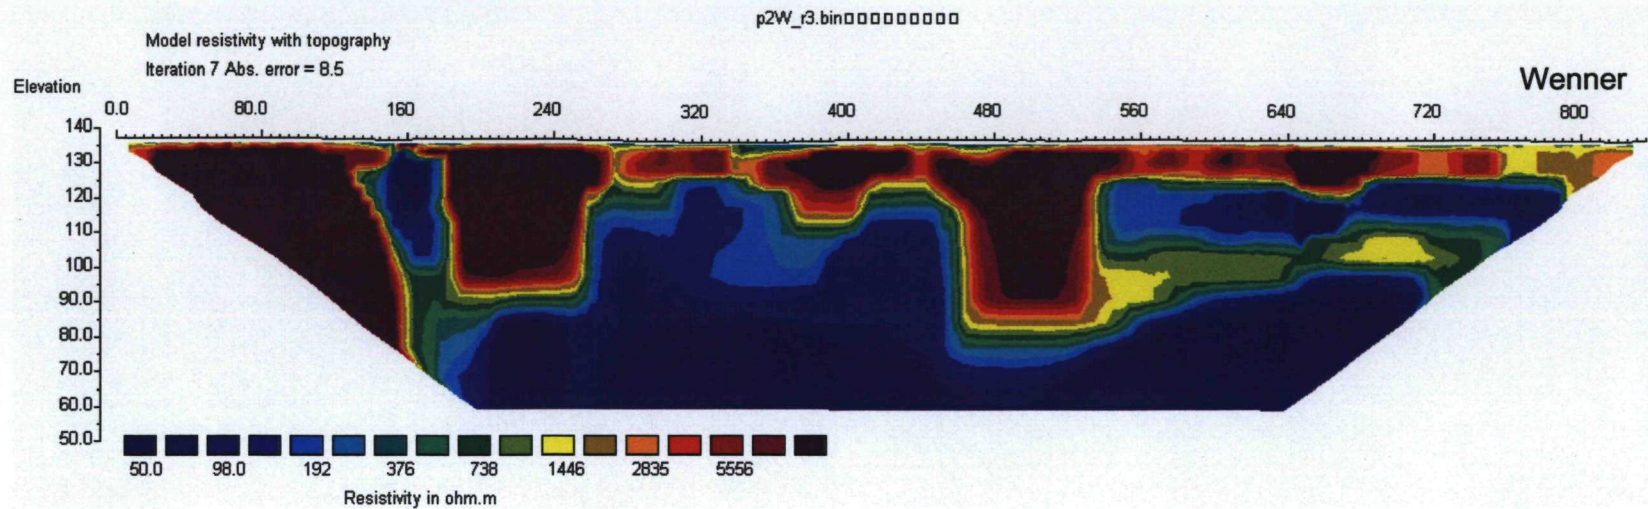 p2W_r3.bin□□□□□□□□□
Model resistivity with topography
Iteration 7 Abs. error = 8.5
Elevation
Wenner
0.0 80.0 160 240 320 400 480 560 640 720 800
140
130.
120
110.
100.
90.0
80.0
70.0
60.0
50.0
50.0 98.0 192 376 738 1446 2835 5556
Resistivity in ohm.m